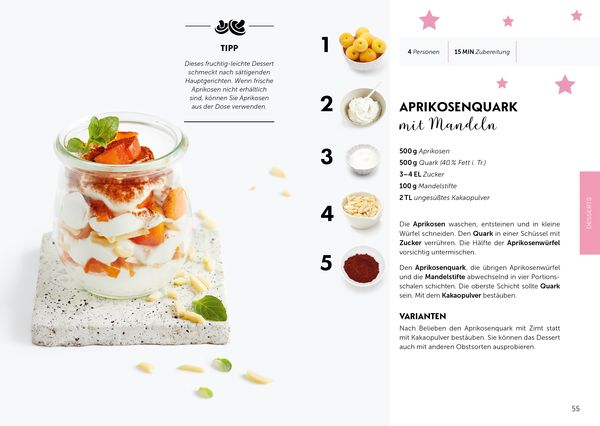 TIPP
Dieses fruchtig-leichte Dessert
schmeckt nach sättigenden
Hauptgerichten. Wenn frische
Aprikosen nicht erhältlich
sind, können Sie Aprikosen
aus der Dose verwenden.
1
2
3
4
5
4 Personen
15 MIN Zubereitung
APRIKOSENQUARK
mit Mandeln
500 g Aprikosen
500 g Quark (40 % Fett i. Tr.)
3–4 EL Zucker
100 g Mandelstifte
2 TL ungesüßtes Kakaopulver
Die Aprikosen waschen, entsteinen und in kleine
Würfel schneiden. Den Quark in einer Schüssel mit
Zucker verrühren. Die Hälfte der Aprikosenwürfel
vorsichtig untermischen.
Den Aprikosenquark, die übrigen Aprikosenwürfel
und die Mandelstifte abwechselnd in vier Portions-
schalen schichten. Die oberste Schicht sollte Quark
sein. Mit dem Kakaopulver bestäuben.
VARIANTEN
Nach Belieben den Aprikosenquark mit Zimt statt
mit Kakaopulver bestäuben. Sie können das Dessert
auch mit anderen Obstsorten ausprobieren.
DESSERTS
55